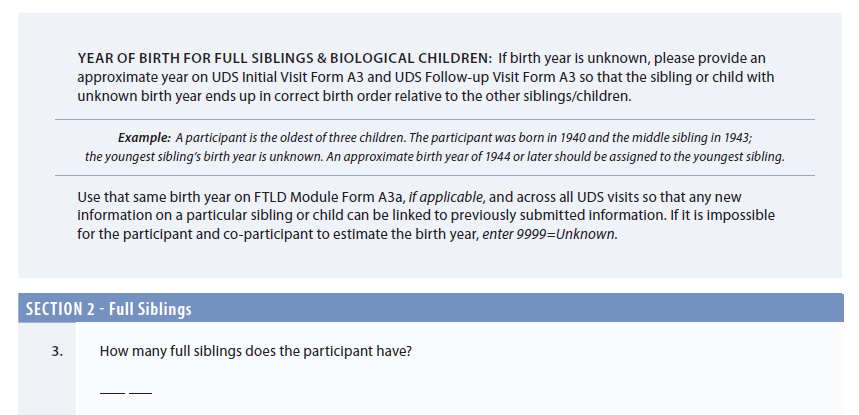 YEAR OF BIRTH FOR FULL SIBLINGS & BIOLOGICAL CHILDREN: If birth year is unknown, please provide an
approximate year on UDS Initial Visit Form A3 and UDS Follow-up Visit Form A3 so that the sibling or child with
unknown birth year ends up in correct birth order relative to the other siblings/children.
Example: A participant is the oldest of three children. The participant was born in 1940 and the middle sibling in 1943;
the youngest sibling's birth year is unknown. An approximate birth year of 1944 or later should be assigned to the youngest sibling.
Use that same birth year on FTLD Module Form A3a, if applicable, and across all UDS visits so that any new
information on a particular sibling or child can be linked to previously submitted information. If it is impossible
for the participant and co-participant to estimate the birth year, enter 9999=Unknown.
SECTION 2 - Full Siblings
3. How many full siblings does the participant have?